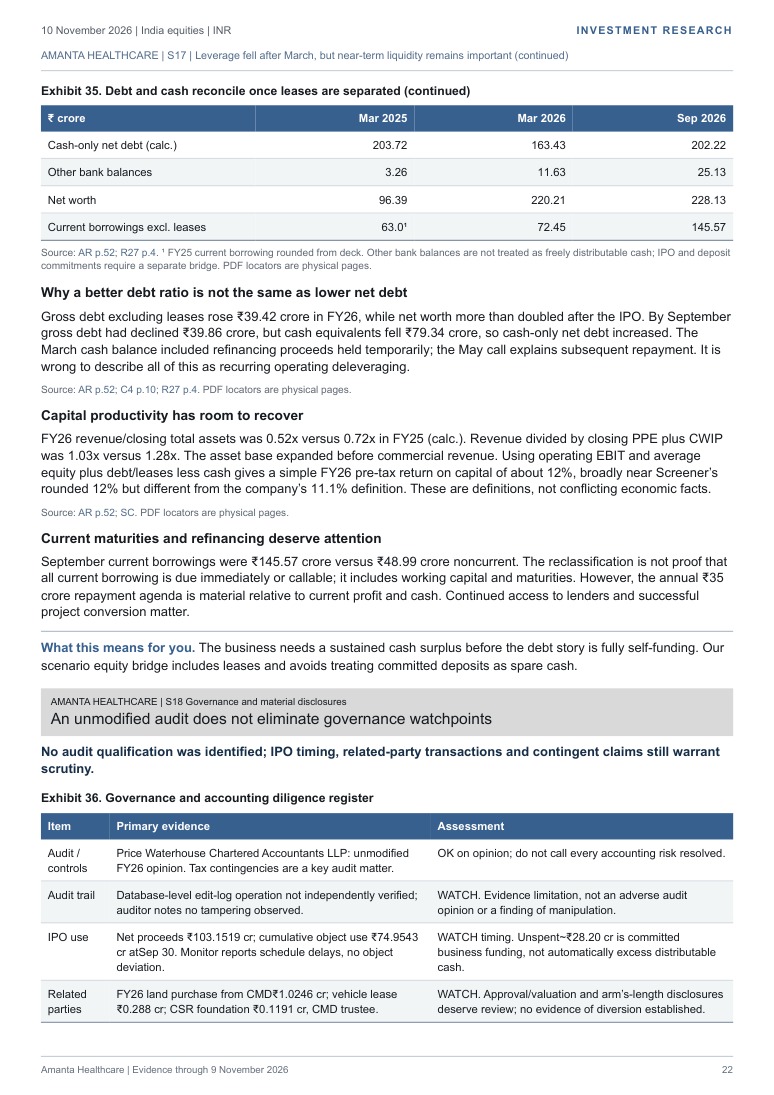 10 November 2026 | India equities | INR
INVESTMENT RESEARCH
AMANTA HEALTHCARE | S17 | Leverage fell after March, but near-term liquidity remains important (continued)
Exhibit 35. Debt and cash reconcile once leases are separated (continued)
₹ crore Mar 2025 Mar 2026 Sep 2026
Cash-only net debt (calc.) 203.72 163.43 202.22
Other bank balances 3.26 11.63 25.13
Net worth 96.39 220.21 228.13
Current borrowings excl. leases 63.0¹ 72.45 145.57
Source: AR p.52; R27 p.4. ¹ FY25 current borrowing rounded from deck. Other bank balances are not treated as freely distributable cash; IPO and deposit
commitments require a separate bridge. PDF locators are physical pages.
Why a better debt ratio is not the same as lower net debt
Gross debt excluding leases rose ₹39.42 crore in FY26, while net worth more than doubled after the IPO. By September
gross debt had declined ₹39.86 crore, but cash equivalents fell ₹79.34 crore, so cash-only net debt increased. The
March cash balance included refinancing proceeds held temporarily; the May call explains subsequent repayment. It is
wrong to describe all of this as recurring operating deleveraging.
Source: AR p.52; C4 p.10; R27 p.4. PDF locators are physical pages.
Capital productivity has room to recover
FY26 revenue/closing total assets was 0.52x versus 0.72x in FY25 (calc.). Revenue divided by closing PPE plus CWIP
was 1.03x versus 1.28x. The asset base expanded before commercial revenue. Using operating EBIT and average
equity plus debt/leases less cash gives a simple FY26 pre-tax return on capital of about 12%, broadly near Screener’s
rounded 12% but different from the company’s 11.1% definition. These are definitions, not conflicting economic facts.
Source: AR p.52; SC. PDF locators are physical pages.
Current maturities and refinancing deserve attention
September current borrowings were ₹145.57 crore versus ₹48.99 crore noncurrent. The reclassification is not proof that
all current borrowing is due immediately or callable; it includes working capital and maturities. However, the annual ₹35
crore repayment agenda is material relative to current profit and cash. Continued access to lenders and successful
project conversion matter.
What this means for you. The business needs a sustained cash surplus before the debt story is fully self-funding. Our
scenario equity bridge includes leases and avoids treating committed deposits as spare cash.
AMANTA HEALTHCARE | S18 Governance and material disclosures
An unmodified audit does not eliminate governance watchpoints
No audit qualification was identified; IPO timing, related-party transactions and contingent claims still warrant
scrutiny.
Exhibit 36. Governance and accounting diligence register
Item Primary evidence Assessment
Audit / Price Waterhouse Chartered Accountants LLP: unmodified OK on opinion; do not call every accounting risk resolved.
controls FY26 opinion. Tax contingencies are a key audit matter.
Audit trail Database-level edit-log operation not independently verified; WATCH. Evidence limitation, not an adverse audit
auditor notes no tampering observed. opinion or a finding of manipulation.
IPO use Net proceeds ₹103.1519 cr; cumulative object use ₹74.9543 WATCH timing. Unspent~₹28.20 cr is committed
cr atSep 30. Monitor reports schedule delays, no object business funding, not automatically excess distributable
deviation. cash.
Related FY26 land purchase from CMD₹1.0246 cr; vehicle lease WATCH. Approval/valuation and arm’s-length disclosures
parties ₹0.288 cr; CSR foundation ₹0.1191 cr, CMD trustee. deserve review; no evidence of diversion established.
Amanta Healthcare | Evidence through 9 November 2026
22